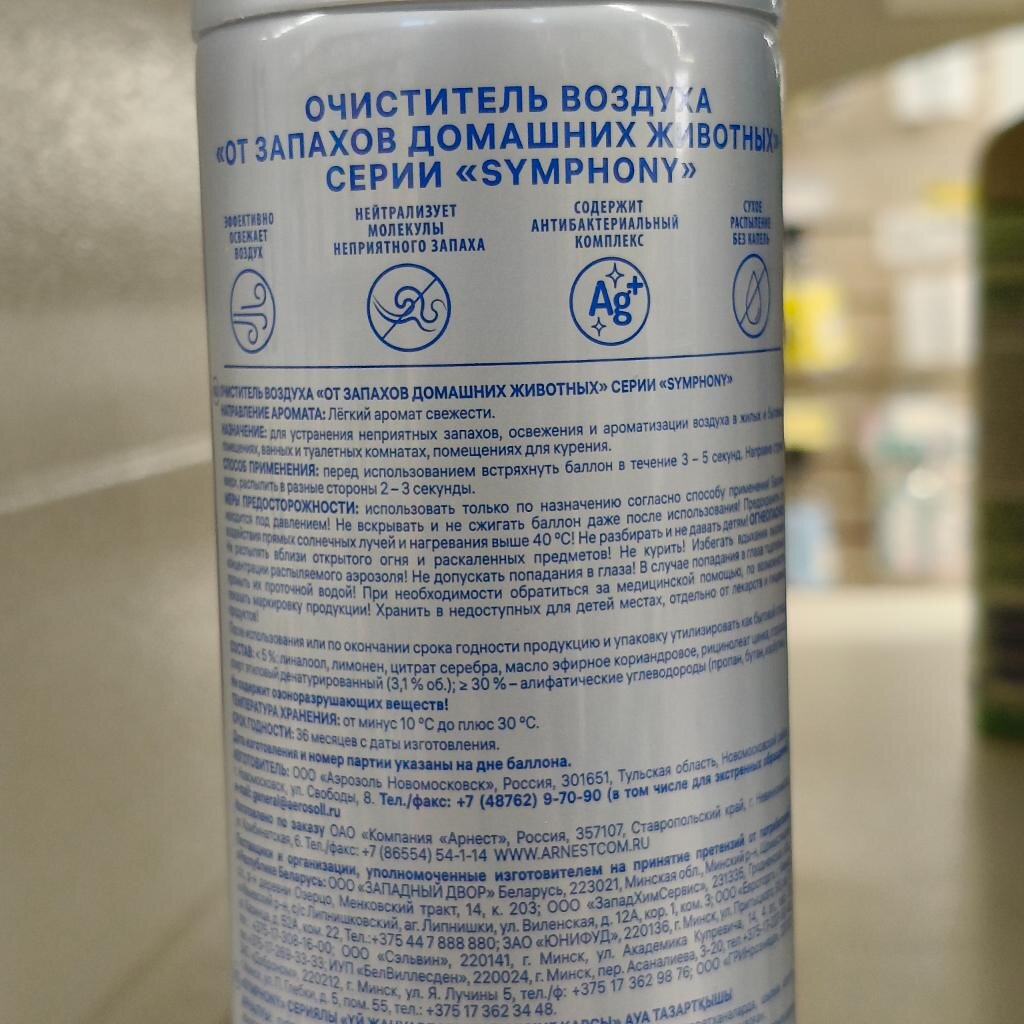 ОЧИСТИТЕЛЬ ВОЗДУХА
«ОТ ЗАПАХОВ ДОМАШНИХ ЖИВОТНЫХ»
СЕРИИ «SYMPHONY»
ЭФФЕКТИВНО
ОСВЕЖАЕТ
ВОЗДУХ
НЕЙТРАЛИЗУЕТ
МОЛЕКУЛЫ
НЕПРИЯТНОГО ЗАПАХА
СОДЕРЖИТ
АНТИБАКТЕРИАЛЬНЫЙ
КОМПЛЕКС
Ag+
СУХОЕ
РАСПЫЛЕНИЕ
БЕЗ КАПЕЛЬ
ОЧИСТИТЕЛЬ ВОЗДУХА «ОТ ЗАПАХОВ ДОМАШНИХ ЖИВОТНЫХ» СЕРИИ «SYMPHONY»
НАПРАВЛЕНИЕ АРОМАТА: Лёгкий аромат свежести.
НАЗНАЧЕНИЕ: для устранения неприятных запахов, освежения и ароматизации воздуха в жилых и
помещениях, ванных и туалетных комнатах, помещениях для курения.
СПОСОБ ПРИМЕНЕНИЯ: перед использованием встряхнуть баллон в течение 3 – 5 секунд.
вверх, распылить в разные стороны 2 – 3 секунды.
МЕРЫ ПРЕДОСТОРОЖНОСТИ: использовать только по назначению согласно способу применения!
находится под давлением! Не вскрывать и не сжигать баллон даже после использования!
воздействия прямых солнечных лучей и нагревания выше 40 °С! Не разбирать и не давать детям!
Не распылять вблизи открытого огня и раскаленных предметов! Не курить! Избегать вдыхания
концентрации распыляемого аэрозоля! Не допускать попадания в глаза! В случае попадания в глаза
промыть их проточной водой! При необходимости обратиться за медицинской помощью, по
показать маркировку продукции! Хранить в недоступных для детей местах, отдельно от лекарств и
продуктов!
После использования или по окончании срока годности продукцию и упаковку утилизировать как бытовой
СОСТАВ: < 5 %: линалоол, лимонен, цитрат серебра, масло эфирное кориандровое, рицинолеат цинка,
спирт этиловый денатурированный (3,1 % об.); ≥ 30 % – алифатические углеводороды (пропан, бутан,
Не содержит озоноразрушающих веществ!
ТЕМПЕРАТУРА ХРАНЕНИЯ: от минус 10 °С до плюс 30 °С.
СРОК ГОДНОСТИ: 36 месяцев с даты изготовления.
Дата изготовления и номер партии указаны на дне баллона.
ИЗГОТОВИТЕЛЬ: ООО «Аэрозоль Новомосковск», Россия, 301651, Тульская область, Новомосковский
г. Новомосковск, ул. Свободы, 8. Тел./факс: +7 (48762) 9-70-90 (в том числе для экстренных
e-mail: general@aerosoll.ru
Изготовлено по заказу ОАО «Компания «Арнест», Россия, 357107, Ставропольский край, г.
ул. Комбинатская, 6. Тел./факс: +7 (86554) 54-1-14 WWW.ARNESTCOM.RU
Поставщики и организации, уполномоченные изготовителем на принятие претензий от
Республике Беларусь: ООО «ЗАПАДНЫЙ ДВОР» Беларусь, 223021, Минская обл., Минский р-н,
р-н деревни Озерцо, Менковский тракт, 14, к. 203; ООО «ЗападХимСервис», 231336,
р-н, с/с Липнишковский, аг. Липнишки, ул. Виленская, д. 12А, кор. 1, ком. 3; ООО
д. 52А, ком. 22, Тел.:+375 44 7 888 880; ЗАО «ЮНИФУД», 220136, г. Минск, ул.
+375-17-308-16-00; ООО «Сэльвин», 220141, г. Минск, ул. Академика Купревича, 14,
ИУП «БелВиллесден», 220024, г. Минск, пер. Асаналиева, 3-20,
220212, г. Минск, ул. Я. Лучины 5, тел./ф: +375 17 362 98 76; ООО
д. 5, пом. 55, тел.: +375 17 362 34 48.
АУА ТАЗАРТҚЫШЫ